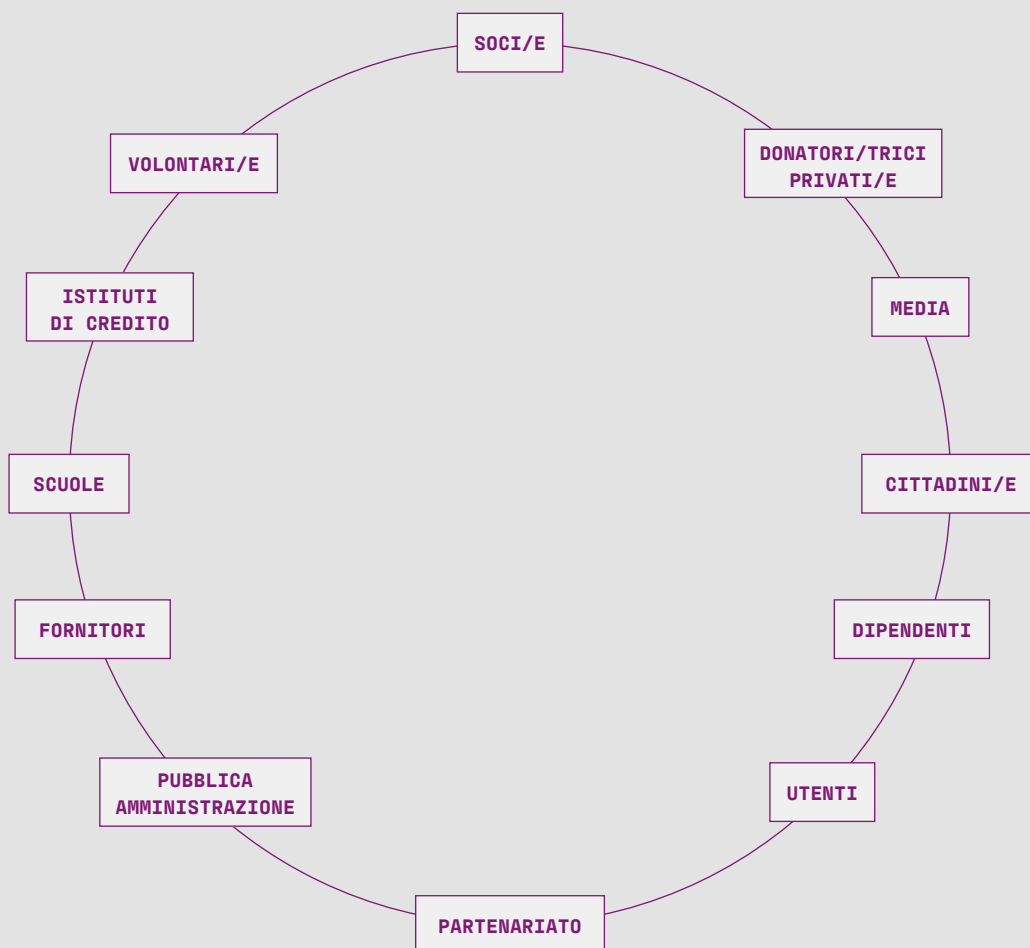 SOCI/E
DONATORI/TRICI
PRIVATI/E
MEDIA
CITTADINI/E
DIPENDENTI
UTENTI
PARTENARIATO
PUBBLICA
AMMINISTRAZIONE
FORNITORI
SCUOLE
ISTITUTI
DI CREDITO
VOLONTARI/E